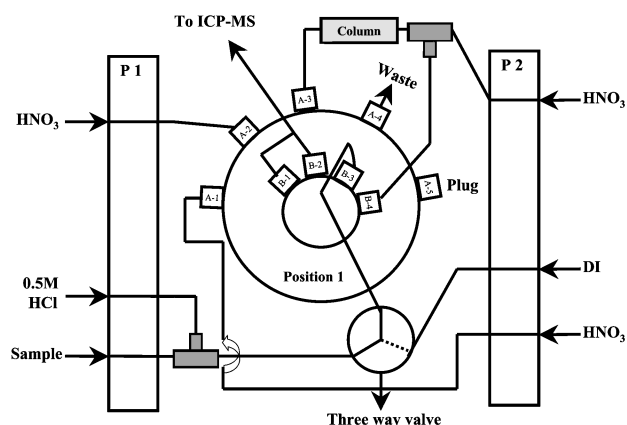 To ICP-MS
Column
P 1
P 2
A-3
Waste
A-4
HNO3
HNO3
A-2
B-2
B-1
B-3
A-1
B-4
A-5
Plug
Position 1
0.5M
HCl
DI
HNO3
Sample
Three way valve